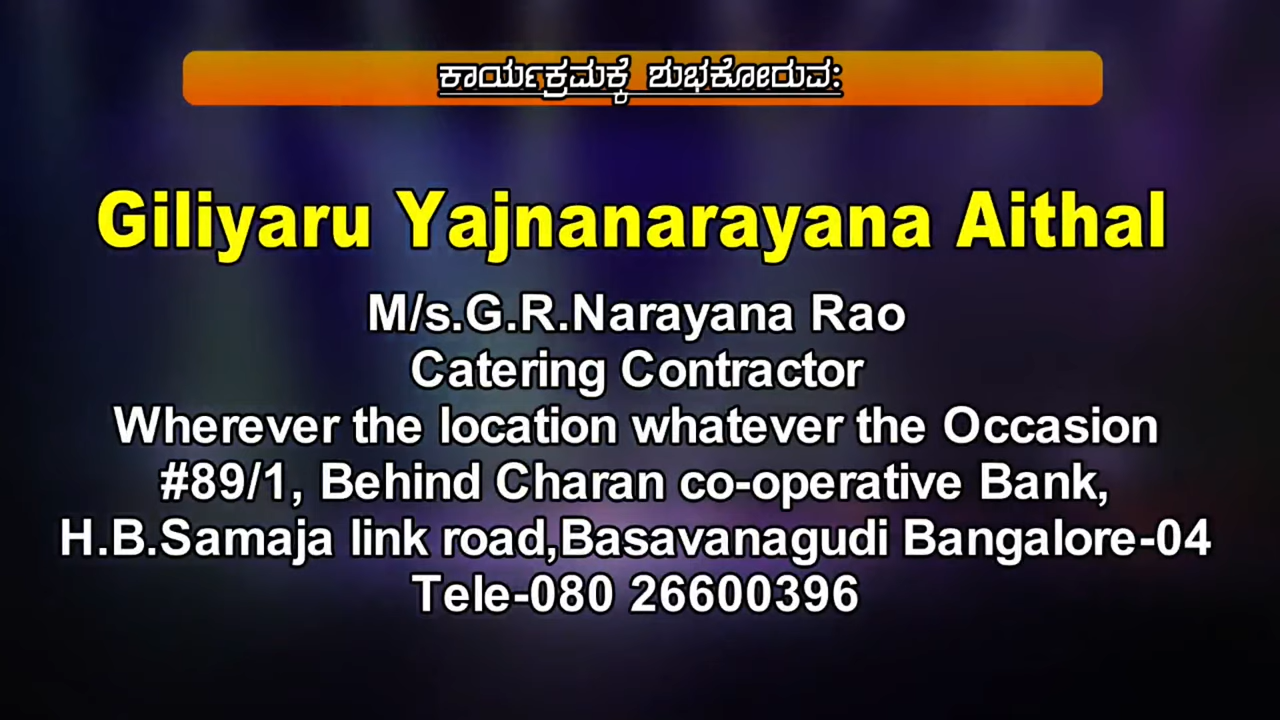 ಕಾರ್ಯಕ್ರಮಕ್ಕೆ ಶುಭಕೋರುವ:
Giliyaru Yajnanarayana Aithal
M/s.G.R.Narayana Rao
Catering Contractor
Wherever the location whatever the Occasion
#89/1, Behind Charan co-operative Bank,
H.B.Samaja link road,Basavanagudi Bangalore-04
Tele-080 26600396